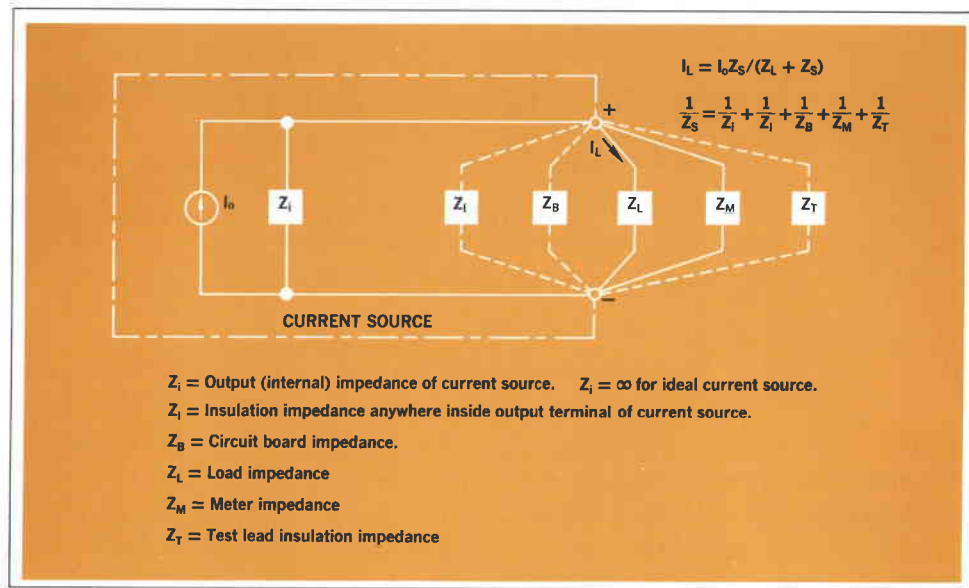 I_L = I_oZ_S/(Z_L + Z_S)
1/Z_S = 1/Z_i + 1/Z_I + 1/Z_B + 1/Z_M + 1/Z_T
+
I_L
I_o
Z_i
Z_I
Z_B
Z_L
Z_M
Z_T
−
CURRENT SOURCE
Z_i = Output (internal) impedance of current source. Z_i = ∞ for ideal current source.
Z_I = Insulation impedance anywhere inside output terminal of current source.
Z_B = Circuit board impedance.
Z_L = Load impedance
Z_M = Meter impedance
Z_T = Test lead insulation impedance